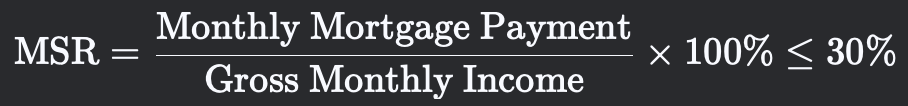 MSR = Monthly Mortgage Payment / Gross Monthly Income × 100% ≤ 30%